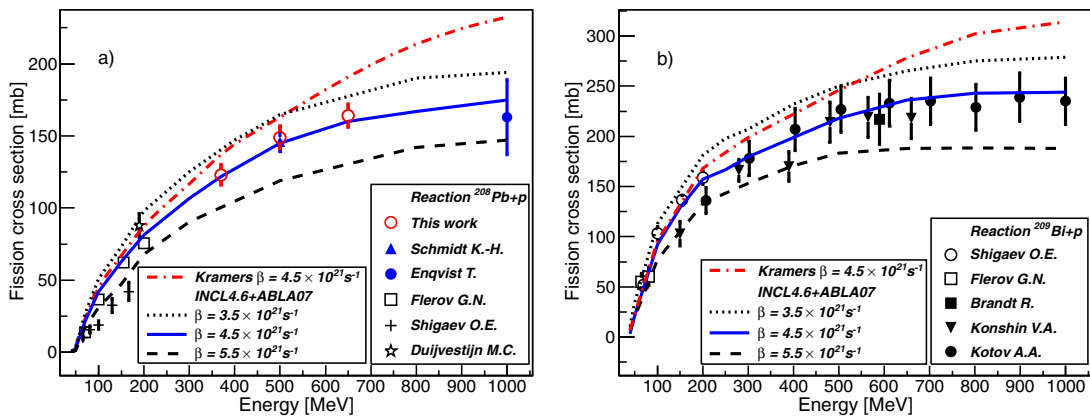 a)
Fission cross section [mb]
200
150
100
50
0
100 200 300 400 500 600 700 800 900 1000
Energy [MeV]
Kramers β = 4.5 × 10²¹s⁻¹
INCL4.6+ABLA07
β = 3.5 × 10²¹s⁻¹
β = 4.5 × 10²¹s⁻¹
β = 5.5 × 10²¹s⁻¹
Reaction ²⁰⁸Pb+p
This work
Schmidt K.-H.
Enqvist T.
Flerov G.N.
Shigaev O.E.
Duijvestijn M.C.
b)
Fission cross section [mb]
300
250
200
150
100
50
0
100 200 300 400 500 600 700 800 900 1000
Energy [MeV]
Kramers β = 4.5 × 10²¹s⁻¹
INCL4.6+ABLA07
β = 3.5 × 10²¹s⁻¹
β = 4.5 × 10²¹s⁻¹
β = 5.5 × 10²¹s⁻¹
Reaction ²⁰⁹Bi+p
Shigaev O.E.
Flerov G.N.
Brandt R.
Konshin V.A.
Kotov A.A.